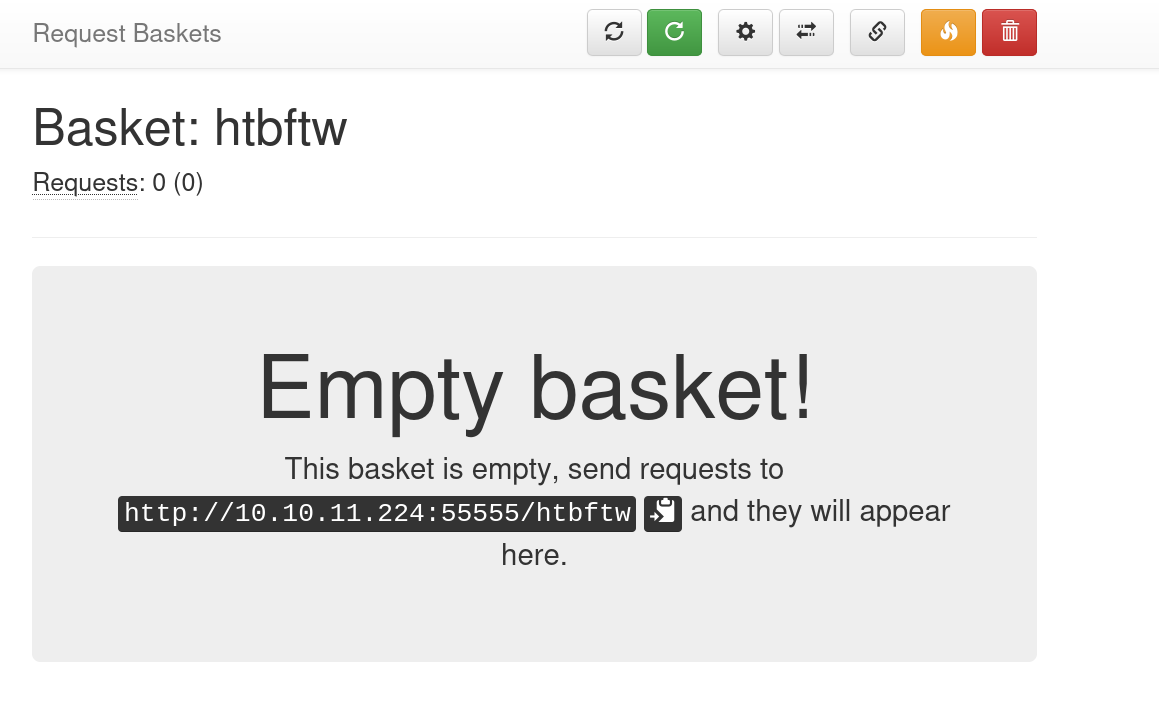 Request Baskets
Basket: htbftw
Requests: 0 (0)
Empty basket!
This basket is empty, send requests to
http://10.10.11.224:55555/htbftw and they will appear
here.